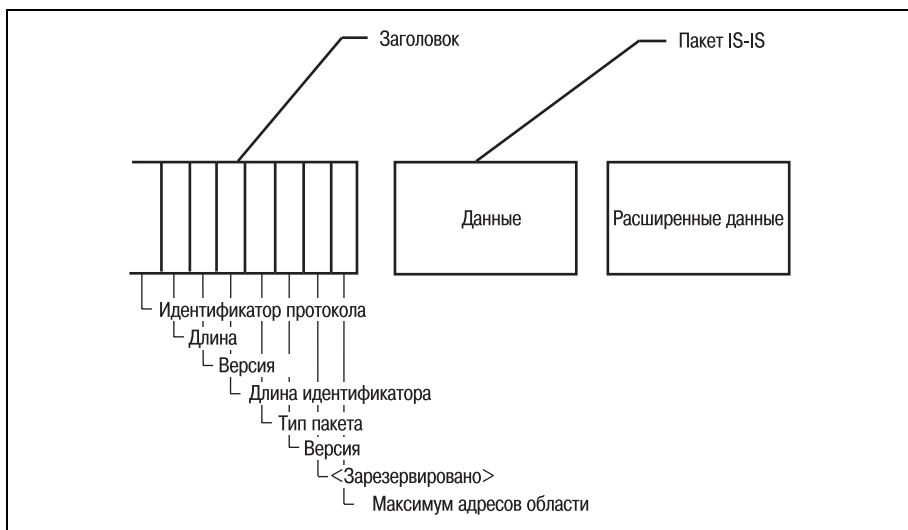 Заголовок
Пакет IS-IS
Данные
Расширенные данные
Идентификатор протокола
Длина
Версия
Длина идентификатора
Тип пакета
Версия
<Зарезервировано>
Максимум адресов области